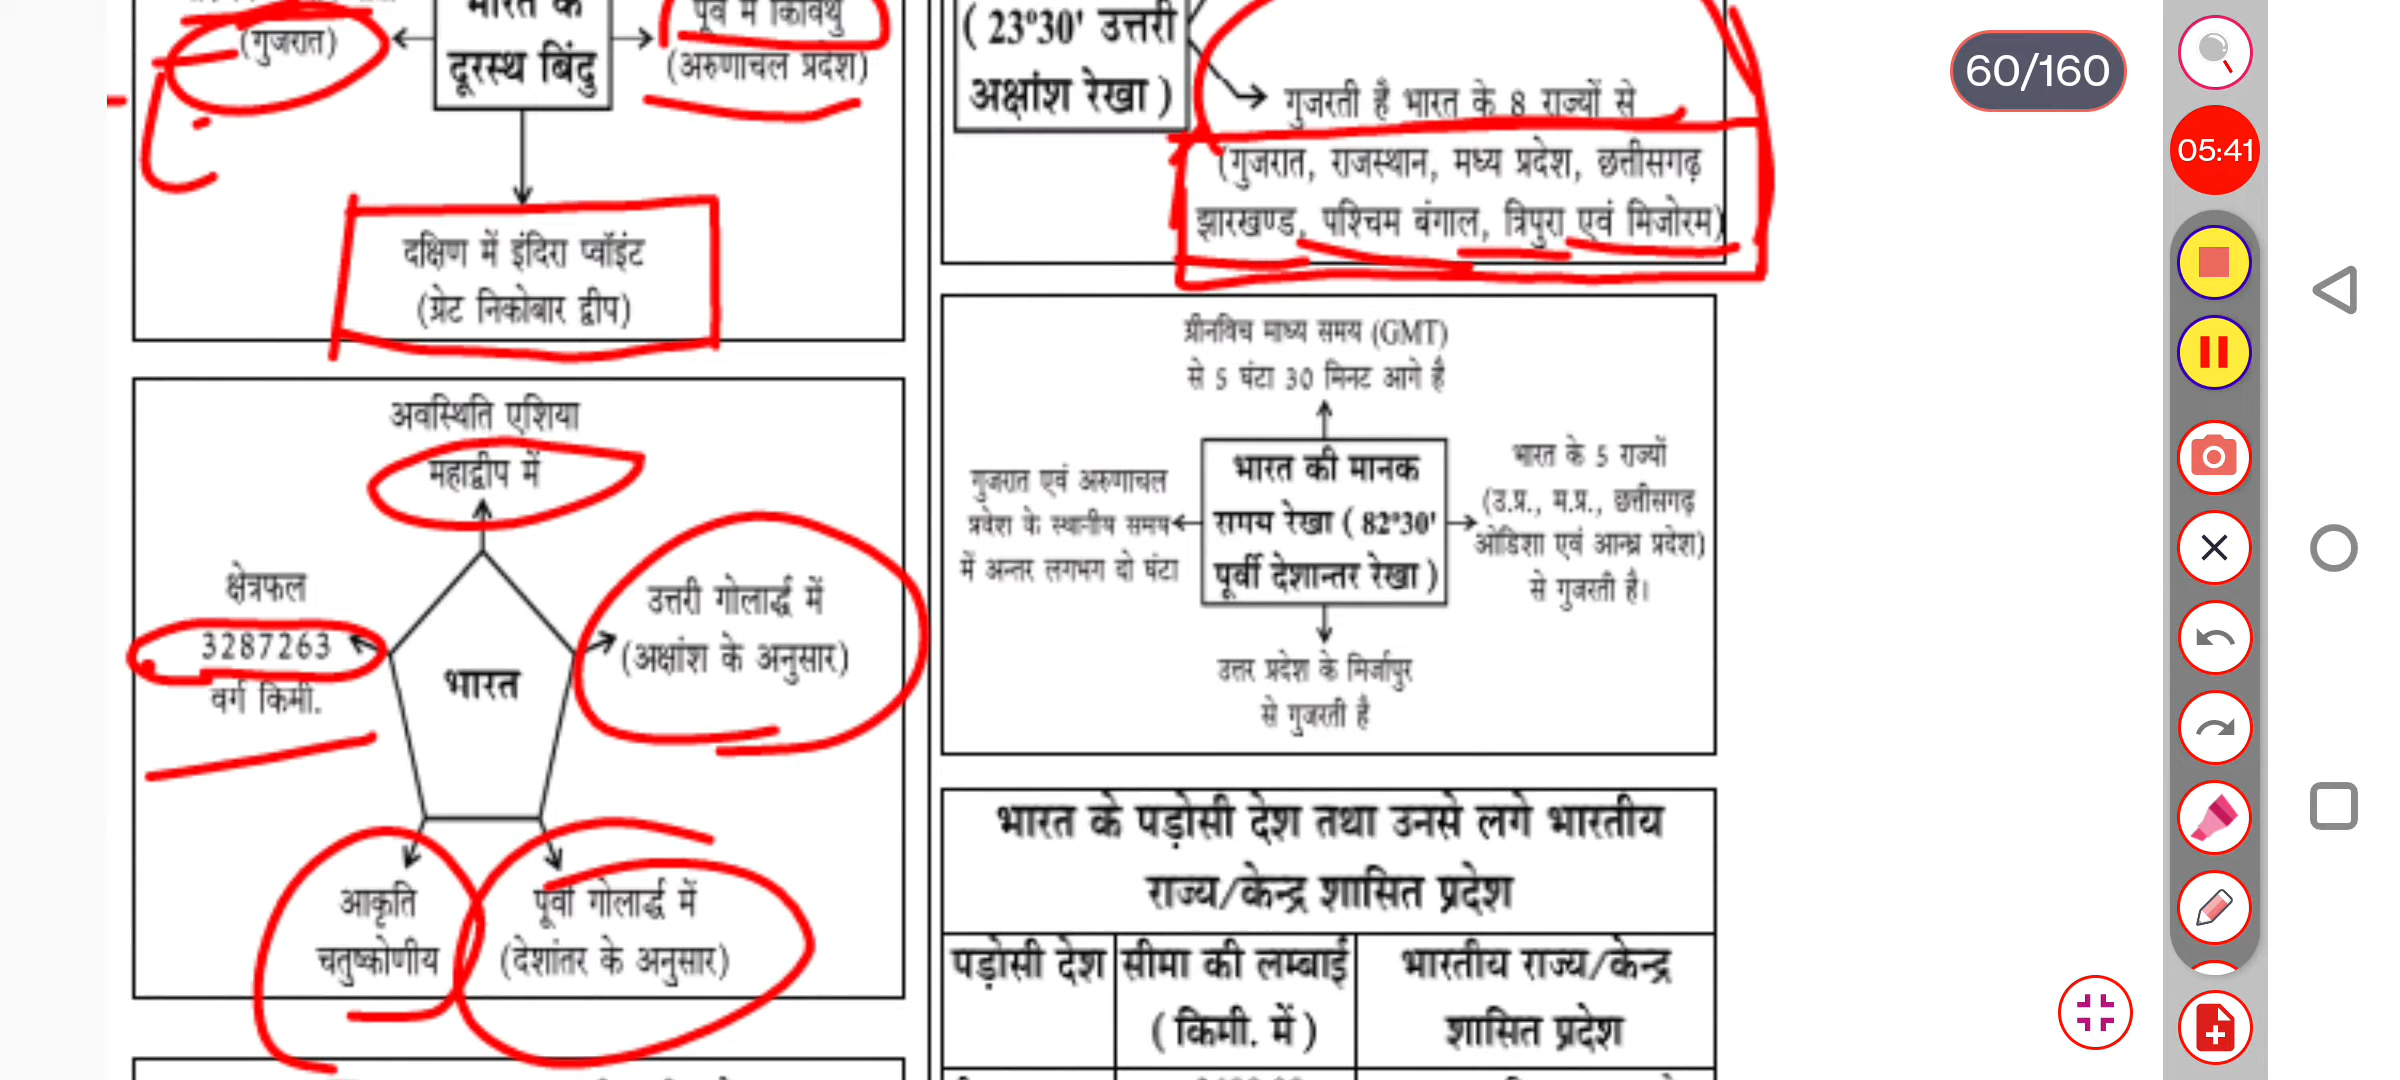 (गुजरात)
भारत के
दूरस्थ बिंदु
पूर्व में किबिथु
(अरुणाचल प्रदेश)
दक्षिण में इंदिरा प्वॉइंट
(ग्रेट निकोबार द्वीप)
अवस्थिति एशिया
महाद्वीप में
क्षेत्रफल
3287263
वर्ग किमी.
भारत
उत्तरी गोलार्द्ध में
(अक्षांश के अनुसार)
आकृति
चतुष्कोणीय
पूर्वी गोलार्द्ध में
(देशांतर के अनुसार)
( 23°30' उत्तरी
अक्षांश रेखा )
गुजरती है भारत के 8 राज्यों से
(गुजरात, राजस्थान, मध्य प्रदेश, छत्तीसगढ़
झारखण्ड, पश्चिम बंगाल, त्रिपुरा एवं मिजोरम)
ग्रीनविच माध्य समय (GMT)
से 5 घंटा 30 मिनट आगे है
गुजरात एवं अरुणाचल
प्रदेश के स्थानीय समय
में अन्तर लगभग दो घंटा
भारत की मानक
समय रेखा ( 82°30'
पूर्वी देशान्तर रेखा )
भारत के 5 राज्यों
(उ.प्र., म.प्र., छत्तीसगढ़
ओडिशा एवं आन्ध्र प्रदेश)
से गुजरती है।
उत्तर प्रदेश के मिर्जापुर
से गुजरती है
भारत के पड़ोसी देश तथा उनसे लगे भारतीय
राज्य/केन्द्र शासित प्रदेश
पड़ोसी देश
सीमा की लम्बाई
( किमी. में )
भारतीय राज्य/केन्द्र
शासित प्रदेश
60/160
05:41